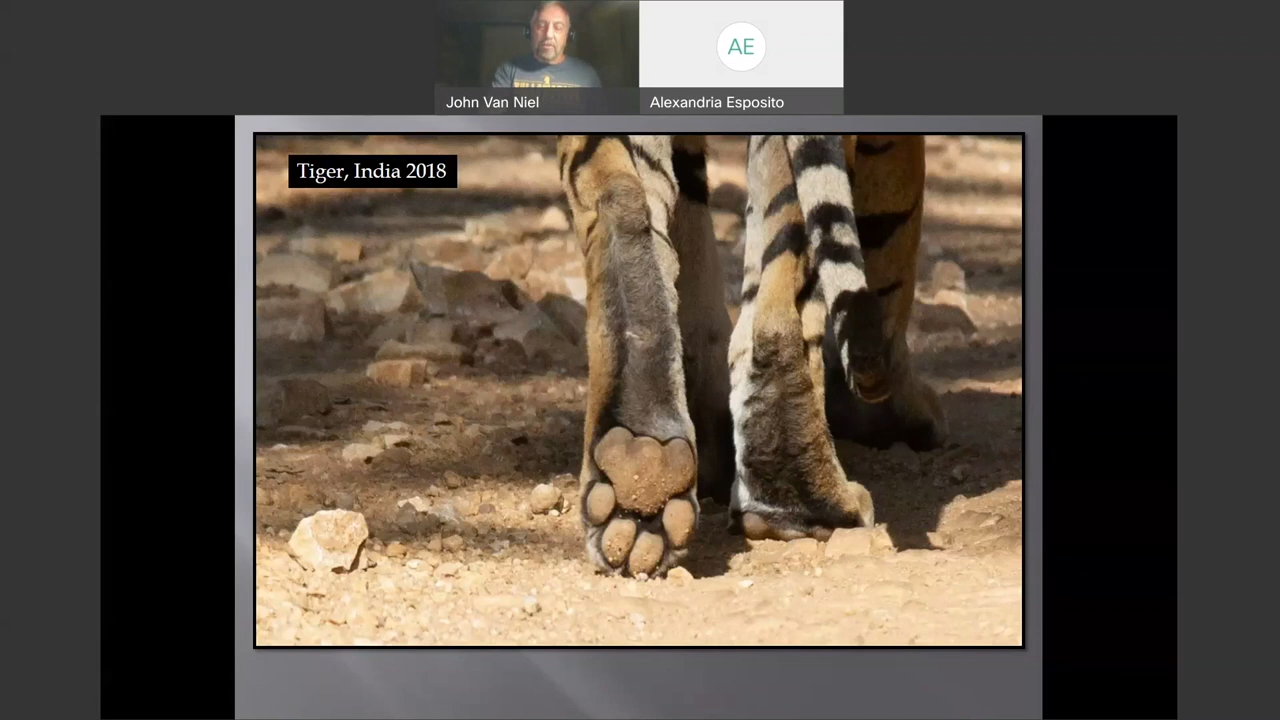 AE
John Van Niel
Alexandria Esposito
Tiger, India 2018